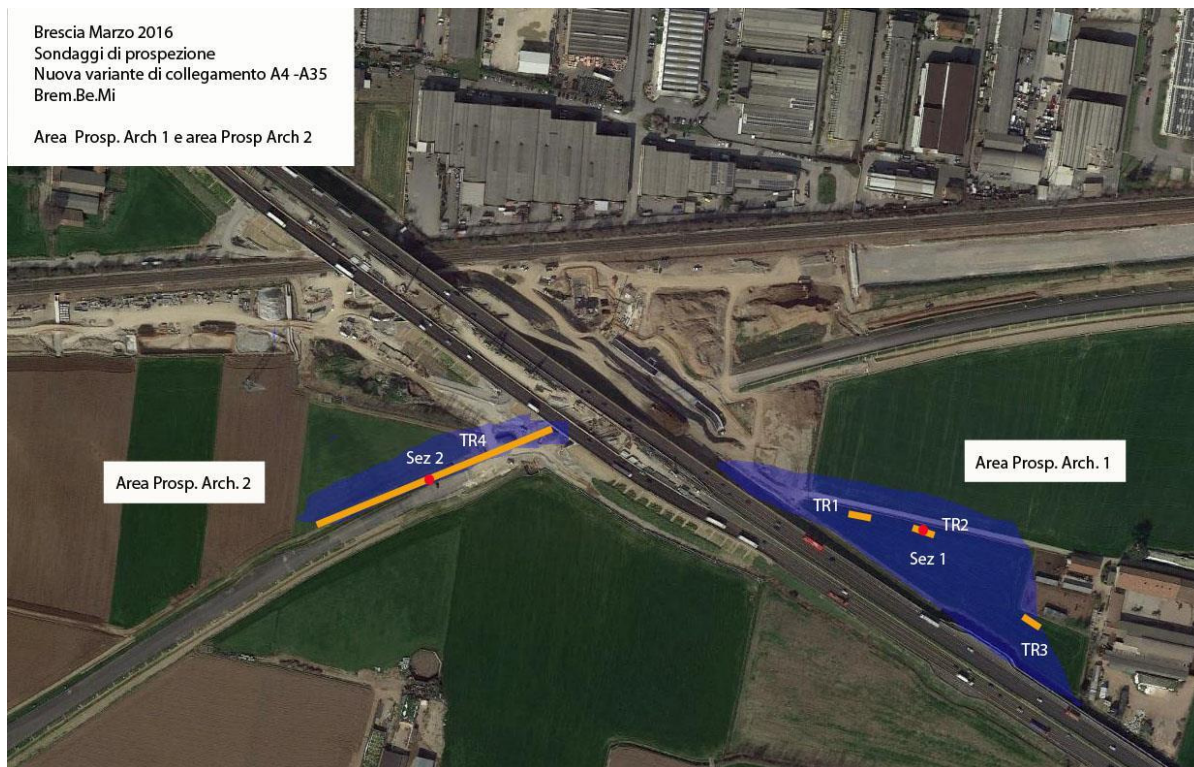 Brescia Marzo 2016
Sondaggi di prospezione
Nuova variante di collegamento A4 -A35
Brem.Be.Mi
Area Prosp. Arch 1 e area Prosp Arch 2
TR4
Sez 2
Area Prosp. Arch. 2
Area Prosp. Arch. 1
TR1
TR2
Sez 1
TR3